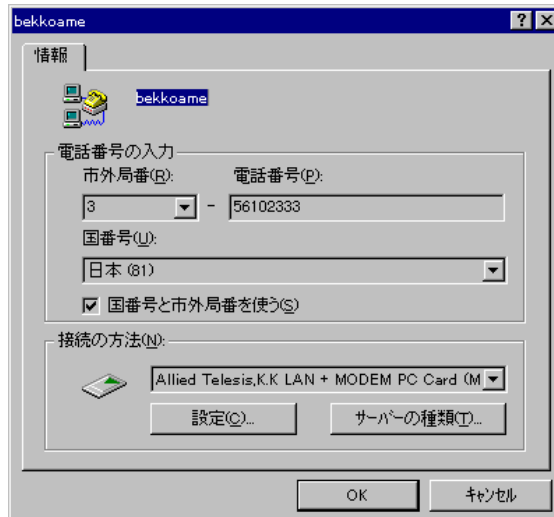 bekkoame
情報
bekkoame
電話番号の入力
市外局番(R): 電話番号(P):
3 - 56102333
国番号(U):
日本 (81)
国番号と市外局番を使う(S)
接続の方法(N):
Allied Telesis,K.K LAN + MODEM PC Card (M
設定(C)... サーバーの種類(T)...
OK キャンセル